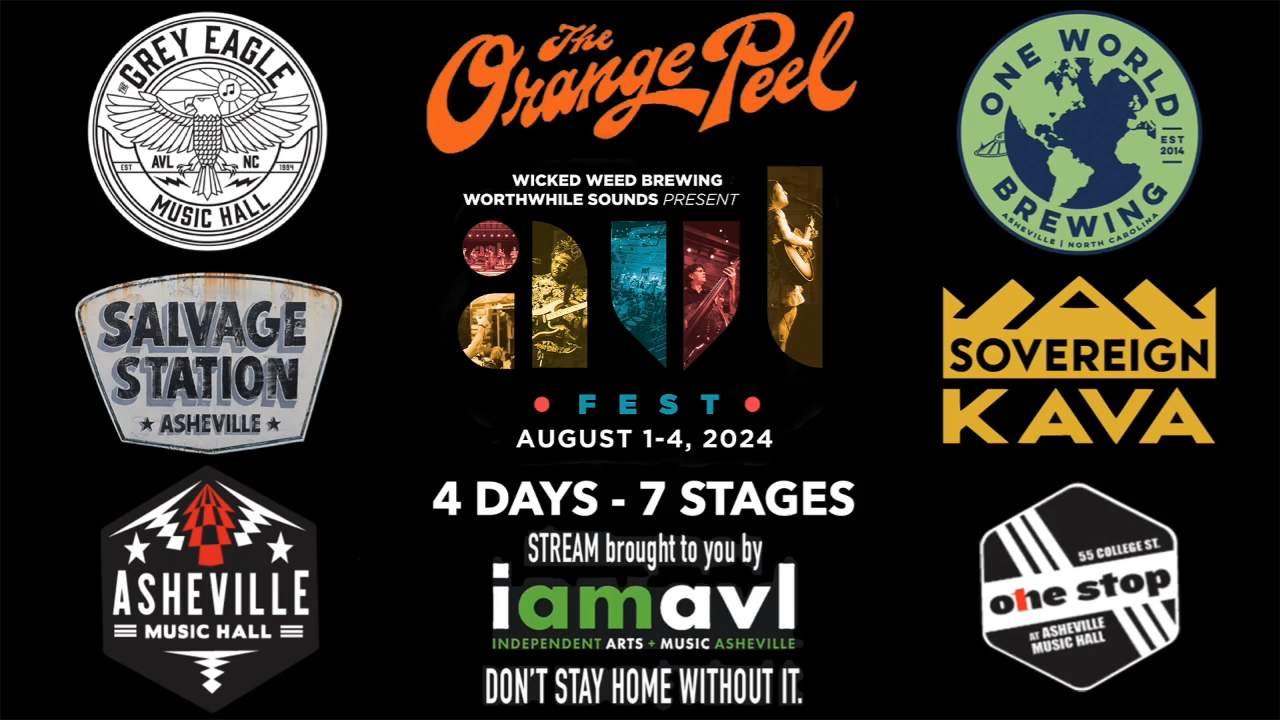 THE
GREY EAGLE
EST
AVL
NC
1994
MUSIC HALL
The
Orange Peel
ONE WORLD
EST
2014
BREWING
ASHEVILLE | NORTH CAROLINA
WICKED WEED BREWING
WORTHWHILE SOUNDS PRESENT
avl
• FEST •
AUGUST 1-4, 2024
SALVAGE
STATION
★ ASHEVILLE ★
SOVEREIGN
KAVA
4 DAYS - 7 STAGES
STREAM brought to you by
iamavl
INDEPENDENT ARTS + MUSIC ASHEVILLE
DON'T STAY HOME WITHOUT IT.
ASHEVILLE
MUSIC HALL
55 COLLEGE ST.
one stop
AT ASHEVILLE
MUSIC HALL